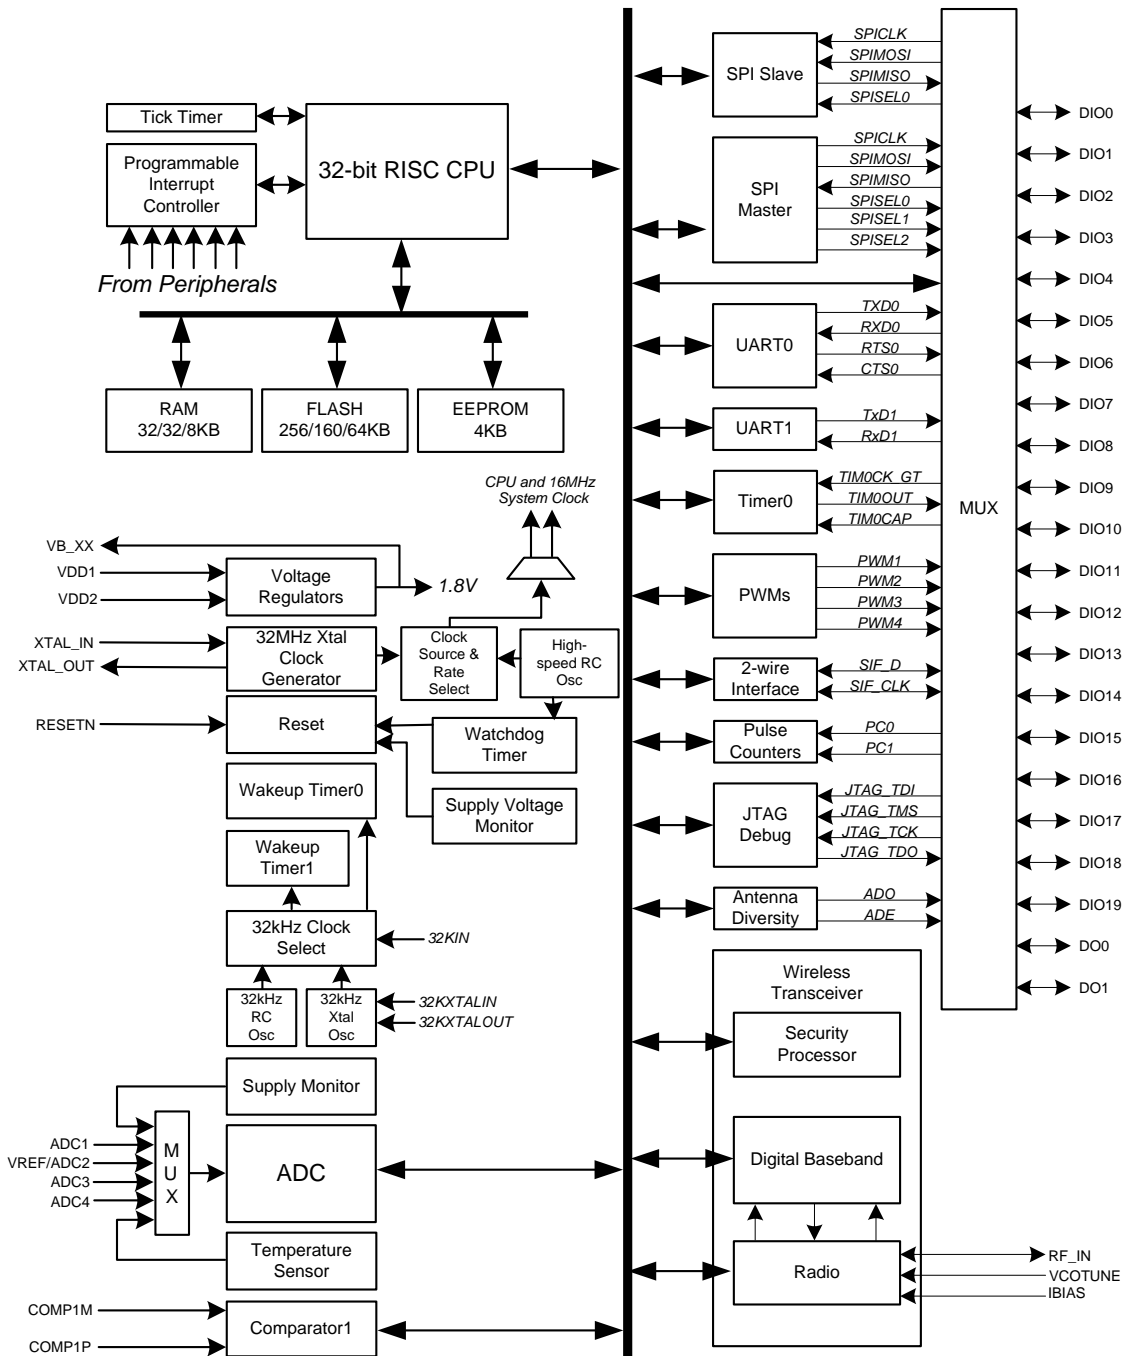 Tick Timer
Programmable
Interrupt
Controller
From Peripherals
32-bit RISC CPU
RAM
32/32/8KB
FLASH
256/160/64KB
EEPROM
4KB
CPU and 16MHz
System Clock
VB_XX
VDD1
VDD2
Voltage
Regulators
1.8V
XTAL_IN
XTAL_OUT
32MHz Xtal
Clock
Generator
Clock
Source &
Rate
Select
High-
speed RC
Osc
RESETN
Reset
Watchdog
Timer
Wakeup Timer0
Supply Voltage
Monitor
Wakeup
Timer1
32kHz Clock
Select
32KIN
32kHz
RC
Osc
32kHz
Xtal
Osc
32KXTALIN
32KXTALOUT
Supply Monitor
ADC1
VREF/ADC2
ADC3
ADC4
M
U
X
ADC
Temperature
Sensor
COMP1M
COMP1P
Comparator1
SPI Slave
SPICLK
SPIMOSI
SPIMISO
SPISEL0
SPI
Master
SPICLK
SPIMOSI
SPIMISO
SPISEL0
SPISEL1
SPISEL2
UART0
TXD0
RXD0
RTS0
CTS0
UART1
TxD1
RxD1
Timer0
TIM0CK_GT
TIM0OUT
TIM0CAP
PWMs
PWM1
PWM2
PWM3
PWM4
2-wire
Interface
SIF_D
SIF_CLK
Pulse
Counters
PC0
PC1
JTAG
Debug
JTAG_TDI
JTAG_TMS
JTAG_TCK
JTAG_TDO
Antenna
Diversity
ADO
ADE
Wireless
Transceiver
Security
Processor
Digital Baseband
Radio
RF_IN
VCOTUNE
IBIAS
MUX
DIO0
DIO1
DIO2
DIO3
DIO4
DIO5
DIO6
DIO7
DIO8
DIO9
DIO10
DIO11
DIO12
DIO13
DIO14
DIO15
DIO16
DIO17
DIO18
DIO19
DO0
DO1